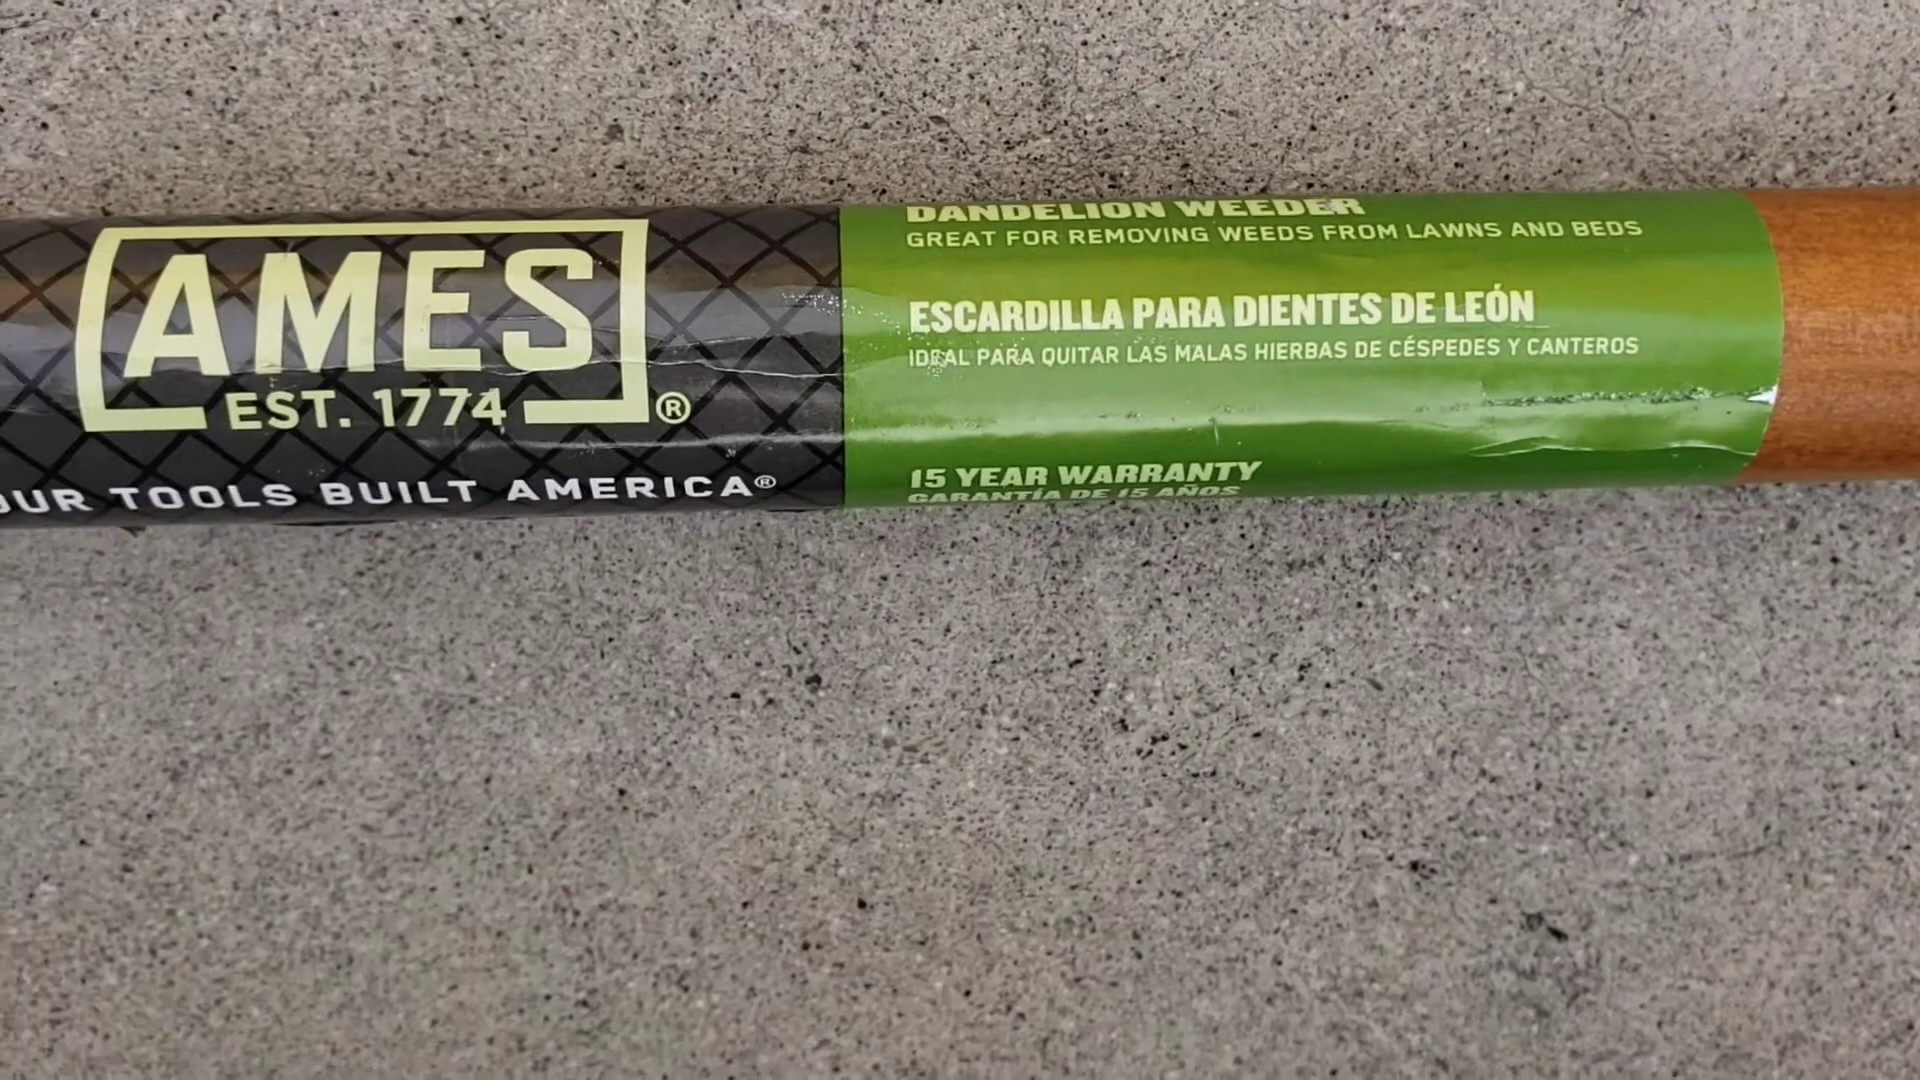 AMES
EST. 1774 ®
OUR TOOLS BUILT AMERICA®
DANDELION WEEDER
GREAT FOR REMOVING WEEDS FROM LAWNS AND BEDS
ESCARDILLA PARA DIENTES DE LEÓN
IDEAL PARA QUITAR LAS MALAS HIERBAS DE CÉSPEDES Y CANTEROS
15 YEAR WARRANTY
GARANTÍA DE 15 AÑOS